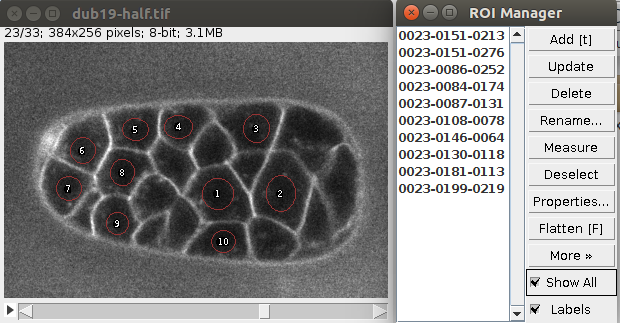 dub19-half.tif
23/33; 384x256 pixels; 8-bit; 3.1MB
5
4
3
6
8
7
1
2
9
10
ROI Manager
0023-0151-0213
0023-0151-0276
0023-0086-0252
0023-0084-0174
0023-0087-0131
0023-0108-0078
0023-0146-0064
0023-0130-0118
0023-0181-0113
0023-0199-0219
Add [t]
Update
Delete
Rename...
Measure
Deselect
Properties...
Flatten [F]
More »
Show All
Labels